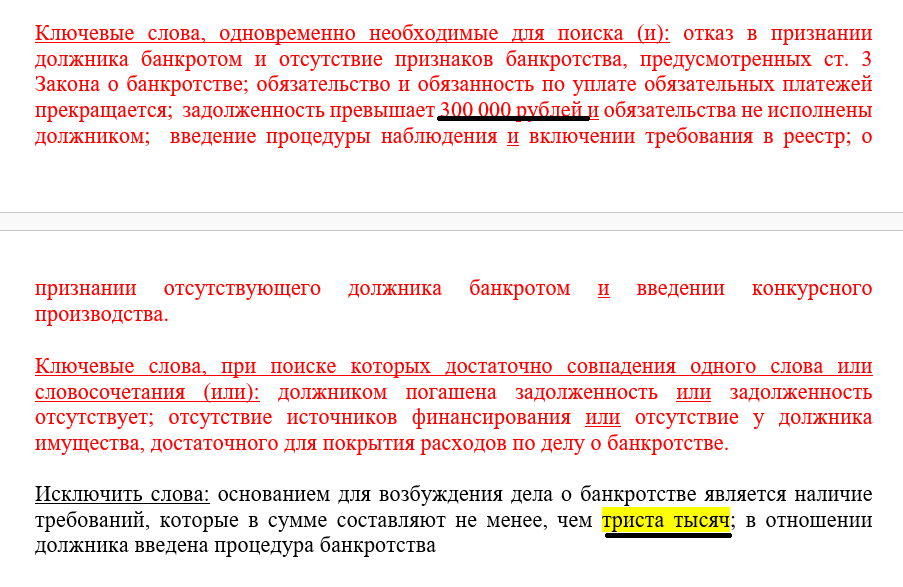 Ключевые слова, одновременно необходимые для поиска (и): отказ в признании
должника банкротом и отсутствие признаков банкротства, предусмотренных ст. 3
Закона о банкротстве; обязательство и обязанность по уплате обязательных платежей
прекращается; задолженность превышает 300 000 рублей и обязательства не исполнены
должником; введение процедуры наблюдения и включении требования в реестр; о
признании отсутствующего должника банкротом и введении конкурсного
производства.
Ключевые слова, при поиске которых достаточно совпадения одного слова или
словосочетания (или): должником погашена задолженность или задолженность
отсутствует; отсутствие источников финансирования или отсутствие у должника
имущества, достаточного для покрытия расходов по делу о банкротстве.
Исключить слова: основанием для возбуждения дела о банкротстве является наличие
требований, которые в сумме составляют не менее, чем триста тысяч; в отношении
должника введена процедура банкротства